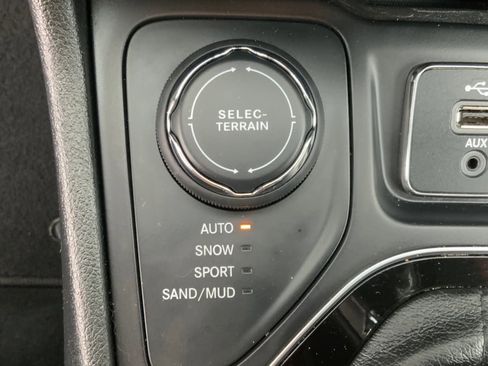 SELEC-
TERRAIN
AUTO
SNOW
SPORT
SAND/MUD
AUX